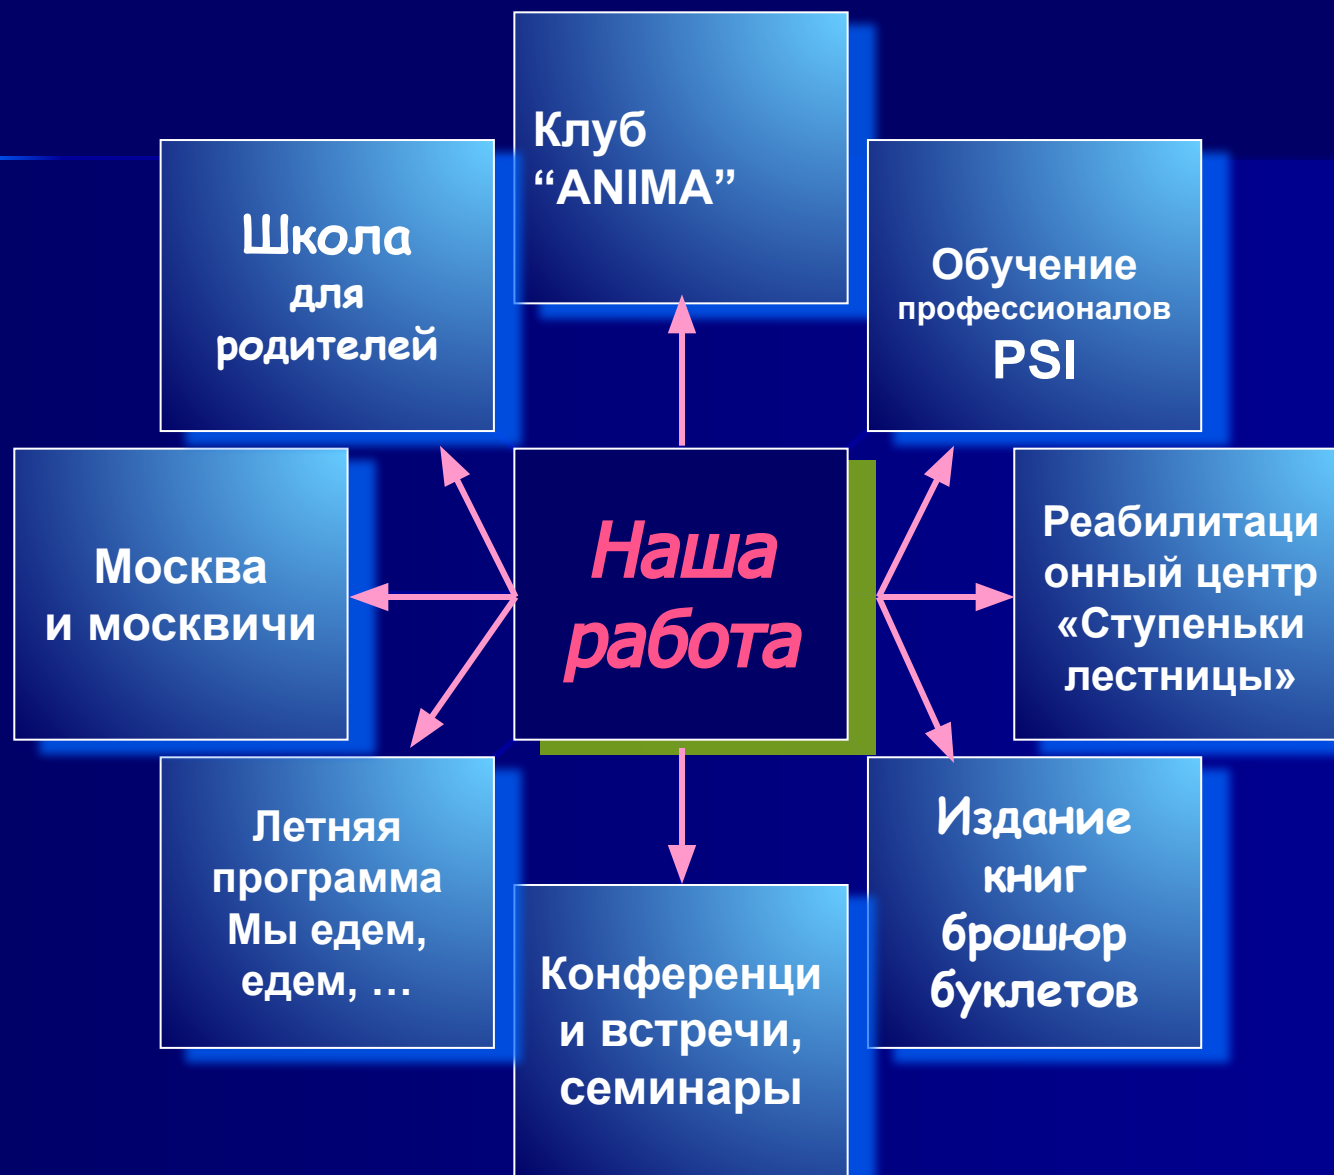 Клуб
“ANIMA”
Школа
для
родителей
Обучение
профессионалов
PSI
Москва
и москвичи
Наша
работа
Реабилитаци
онный центр
«Ступеньки
лестницы»
Летняя
программа
Мы едем,
едем, …
Конференци
и встречи,
семинары
Издание
книг
брошюр
буклетов